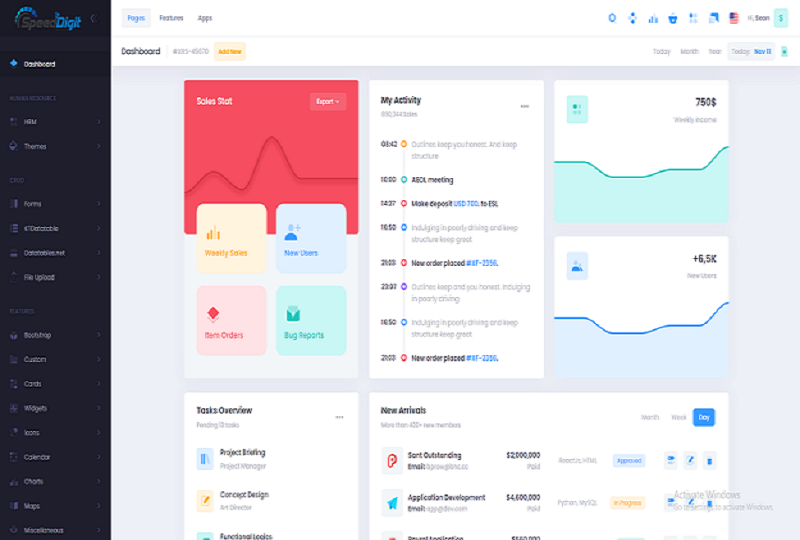 SpeedDigit
Pages
Features
Apps
Hi, Sean
S
Dashboard
Dashboard
Add New
Today
Month
Year
Today: Nov 13
HUMAN RESOURCE
HRM
Themes
CRUD
Forms
KTDatatable
Datatables.net
File Upload
FEATURES
Bootstrap
Custom
Cards
Widgets
Icons
Calendar
Charts
Maps
Miscellaneous
Sales Stat
Export
Weekly Sales
New Users
Item Orders
Bug Reports
My Activity
890,344 Sales
08:42 Outlines keep you honest. And keep
structure
10:00 AEOL meeting
14:37 Make deposit USD 700. to ESL
16:50 Indulging in poorly driving and keep
structure keep great
21:03 New order placed #XF-2356.
23:07 Outlines keep and you honest. Indulging
in poorly driving
16:50 Indulging in poorly driving and keep
structure keep great
21:03 New order placed #XF-2356.
750$
Weekly Income
+6,5K
New Users
Tasks Overview
Pending 10 tasks
Project Briefing
Project Manager
Concept Design
Art Director
Functional Logics
New Arrivals
More than 400+ new members
Month
Week
Day
Sant Outstanding
$2,000,000
ReactJs, HTML
Approved
Email:
Paid
Application Development
$4,600,000
Python, MySQL
In Progress
Email: app@dev.com
Paid
Payrol Application
$560,000
Activate Windows
Go to Settings to activate Windows.